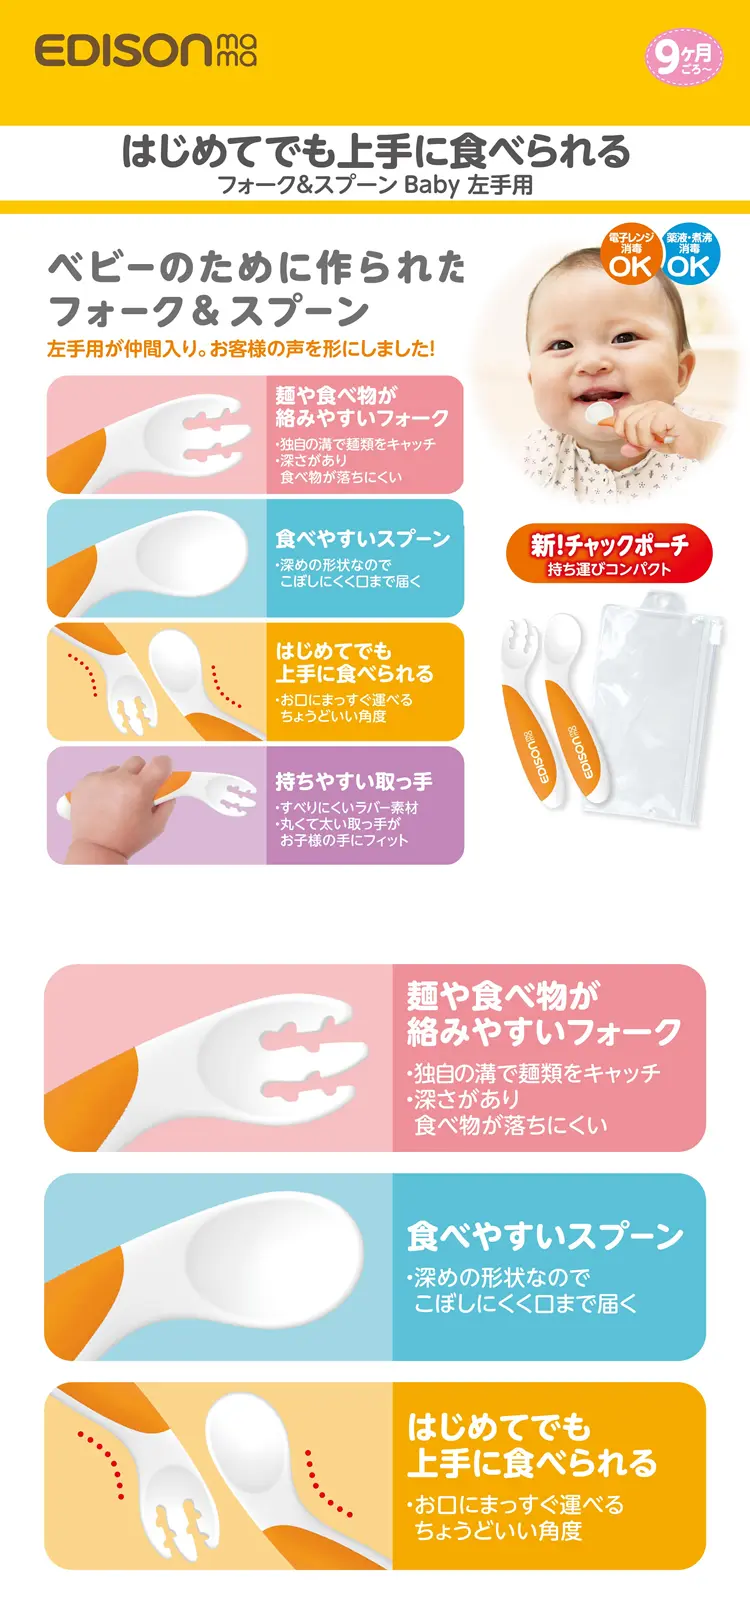 EDISON mama
9ヶ月
ごろ~
はじめてでも上手に食べられる
フォーク&スプーン Baby 左手用
電子レンジ
消毒
OK
薬液・煮沸
消毒
OK
ベビーのために作られた
フォーク&スプーン
左手用が仲間入り。お客様の声を形にしました!
麺や食べ物が
絡みやすいフォーク
・独自の溝で麺類をキャッチ
・深さがあり
食べ物が落ちにくい
食べやすいスプーン
・深めの形状なので
こぼしにくく口まで届く
はじめてでも
上手に食べられる
・お口にまっすぐ運べる
ちょうどいい角度
持ちやすい取っ手
・すべりにくいラバー素材
・丸くて太い取っ手が
お子様の手にフィット
新!チャックポーチ
持ち運びコンパクト
EDISON mama
EDISON mama
麺や食べ物が
絡みやすいフォーク
・独自の溝で麺類をキャッチ
・深さがあり
食べ物が落ちにくい
食べやすいスプーン
・深めの形状なので
こぼしにくく口まで届く
はじめてでも
上手に食べられる
・お口にまっすぐ運べる
ちょうどいい角度